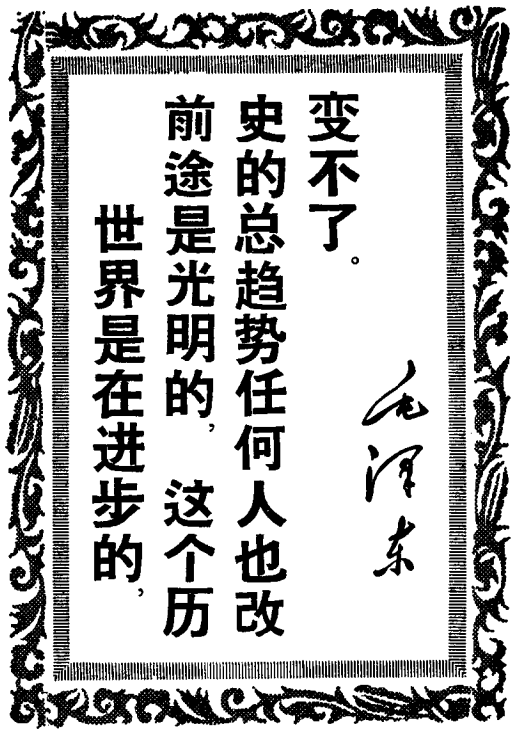 世界是在进步的，
前途是光明的，这个历
史的总趋势任何人也改
变不了。
毛泽东